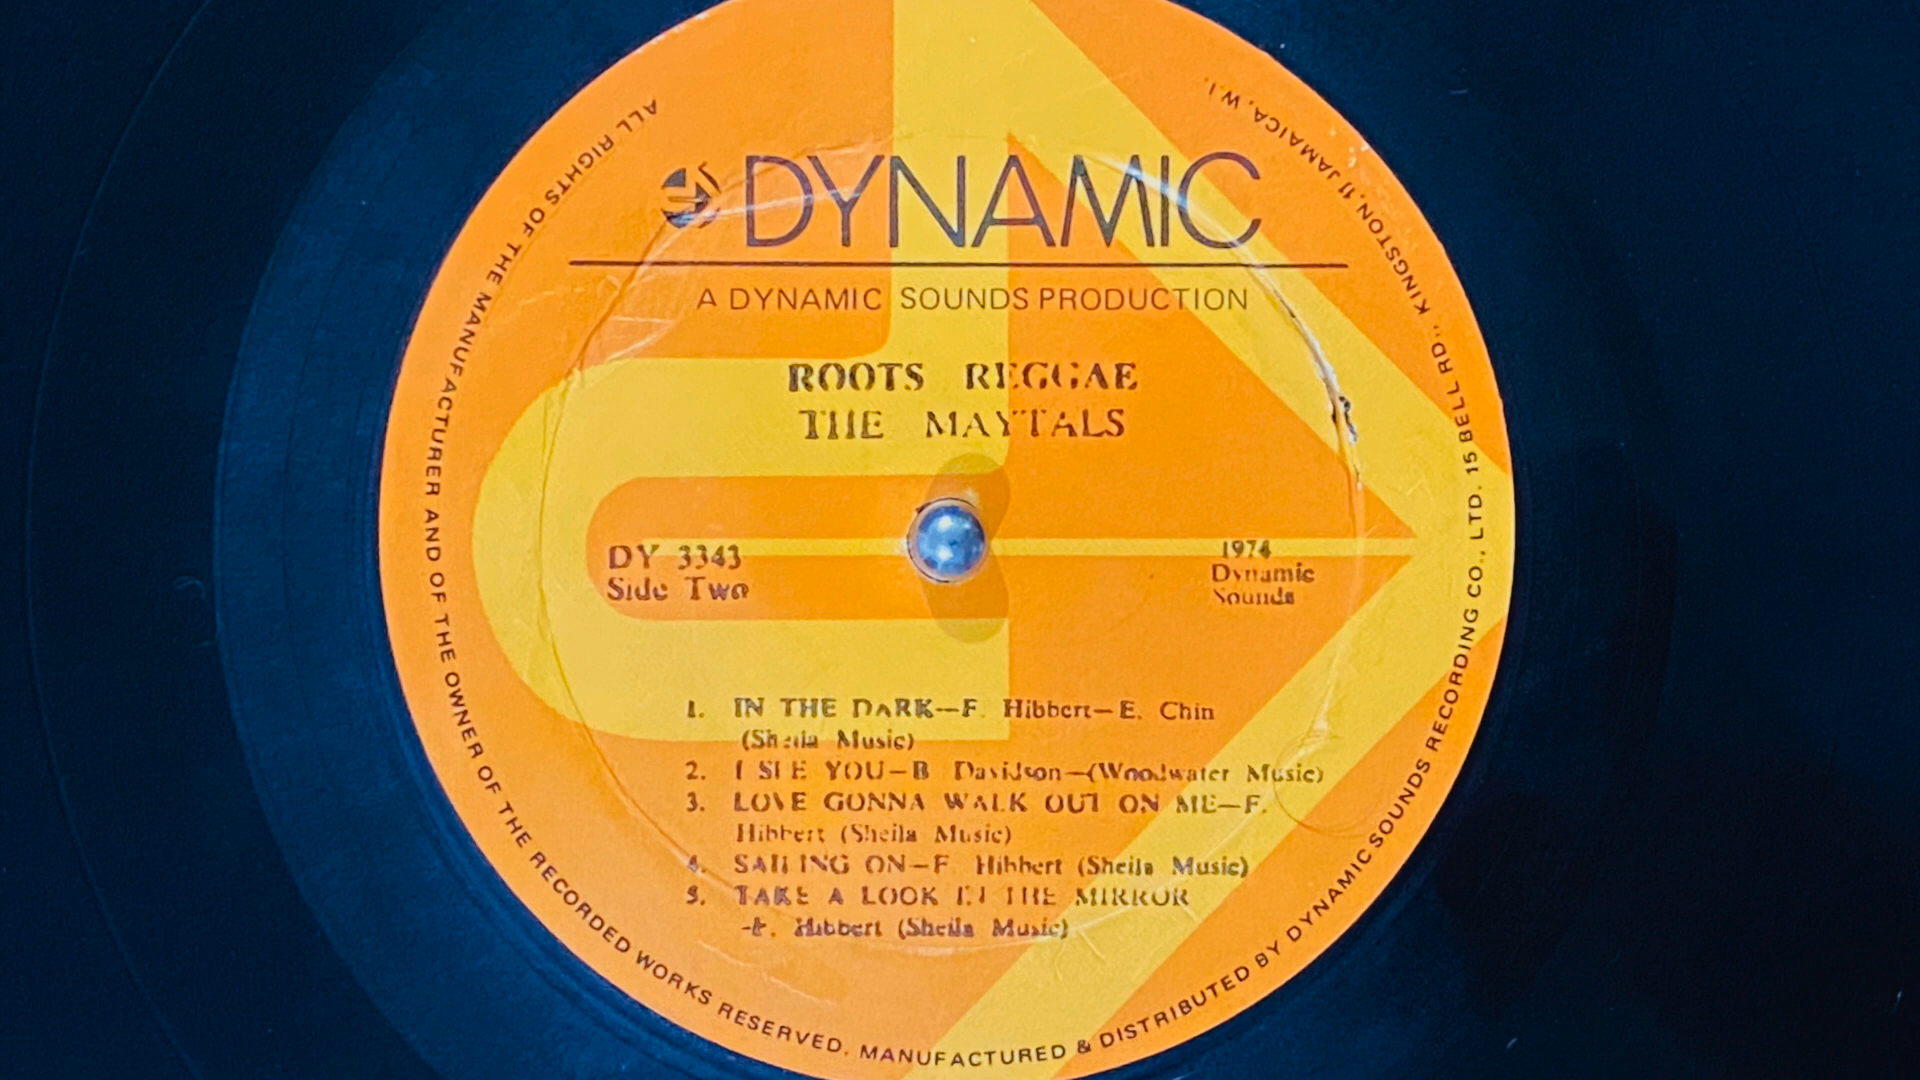 DYNAMIC
A DYNAMIC SOUNDS PRODUCTION
ROOTS REGGAE
THE MAYTALS
DY 3343
Side Two
1974
Dynamic
Sounds
1. IN THE DARK—F. Hibbert—E. Chin
(Sheila Music)
2. I SEE YOU—B. Davidson—(Woodwater Music)
3. LOVE GONNA WALK OUT ON ME—F.
Hibbert (Sheila Music)
4. SAILING ON—F. Hibbert (Sheila Music)
5. TAKE A LOOK IN THE MIRROR
-F. Hibbert (Sheila Music)
ALL RIGHTS OF THE MANUFACTURER AND OF THE OWNER OF THE RECORDED WORKS RESERVED. MANUFACTURED & DISTRIBUTED BY DYNAMIC SOUNDS RECORDING CO., LTD. 15 BELL RD., KINGSTON, 11 JAMAICA, W.I.